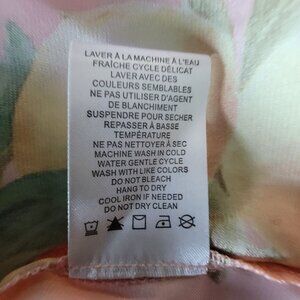 LAVER À LA MACHINE À L'EAU
FRAÎCHE CYCLE DÉLICAT
LAVER AVEC DES
COULEURS SEMBLABLES
NE PAS UTILISER D'AGENT
DE BLANCHIMENT
SUSPENDRE POUR SECHER
REPASSER À BASSE
TEMPÉRATURE
NE PAS NETTOYER À SEC
MACHINE WASH IN COLD
WATER GENTLE CYCLE
WASH WITH LIKE COLORS
DO NOT BLEACH
HANG TO DRY
COOL IRON IF NEEDED
DO NOT DRY CLEAN